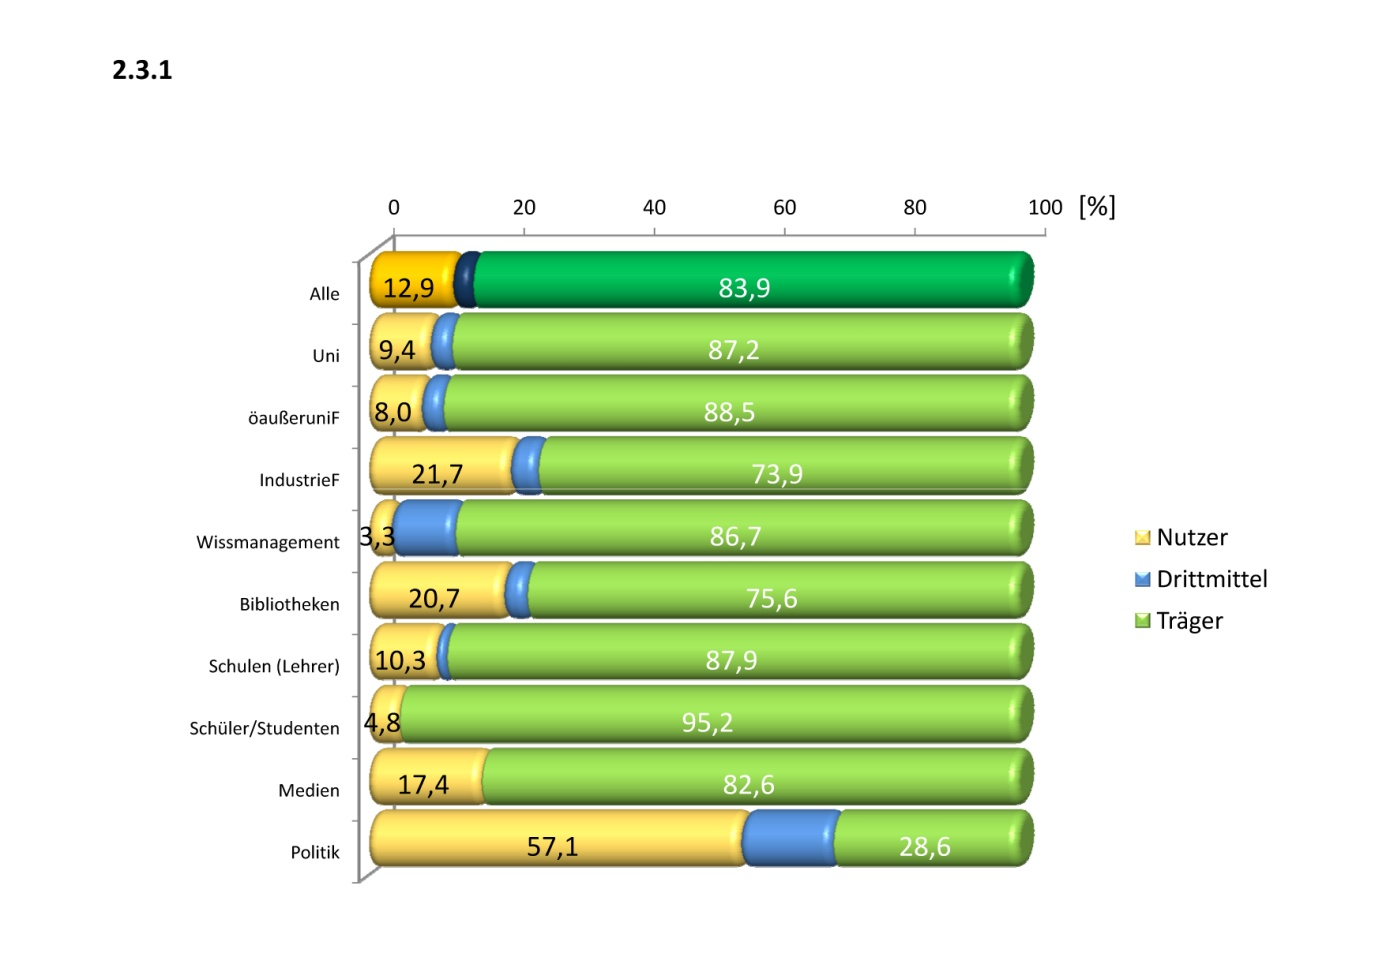 2.3.1
0 20 40 60 80 100 [%]
Alle 12,9 83,9
Uni 9,4 87,2
öaußeruniF 8,0 88,5
IndustrieF 21,7 73,9
Wissmanagement 3,3 86,7
Bibliotheken 20,7 75,6
Schulen (Lehrer) 10,3 87,9
Schüler/Studenten 4,8 95,2
Medien 17,4 82,6
Politik 57,1 28,6
Nutzer
Drittmittel
Träger